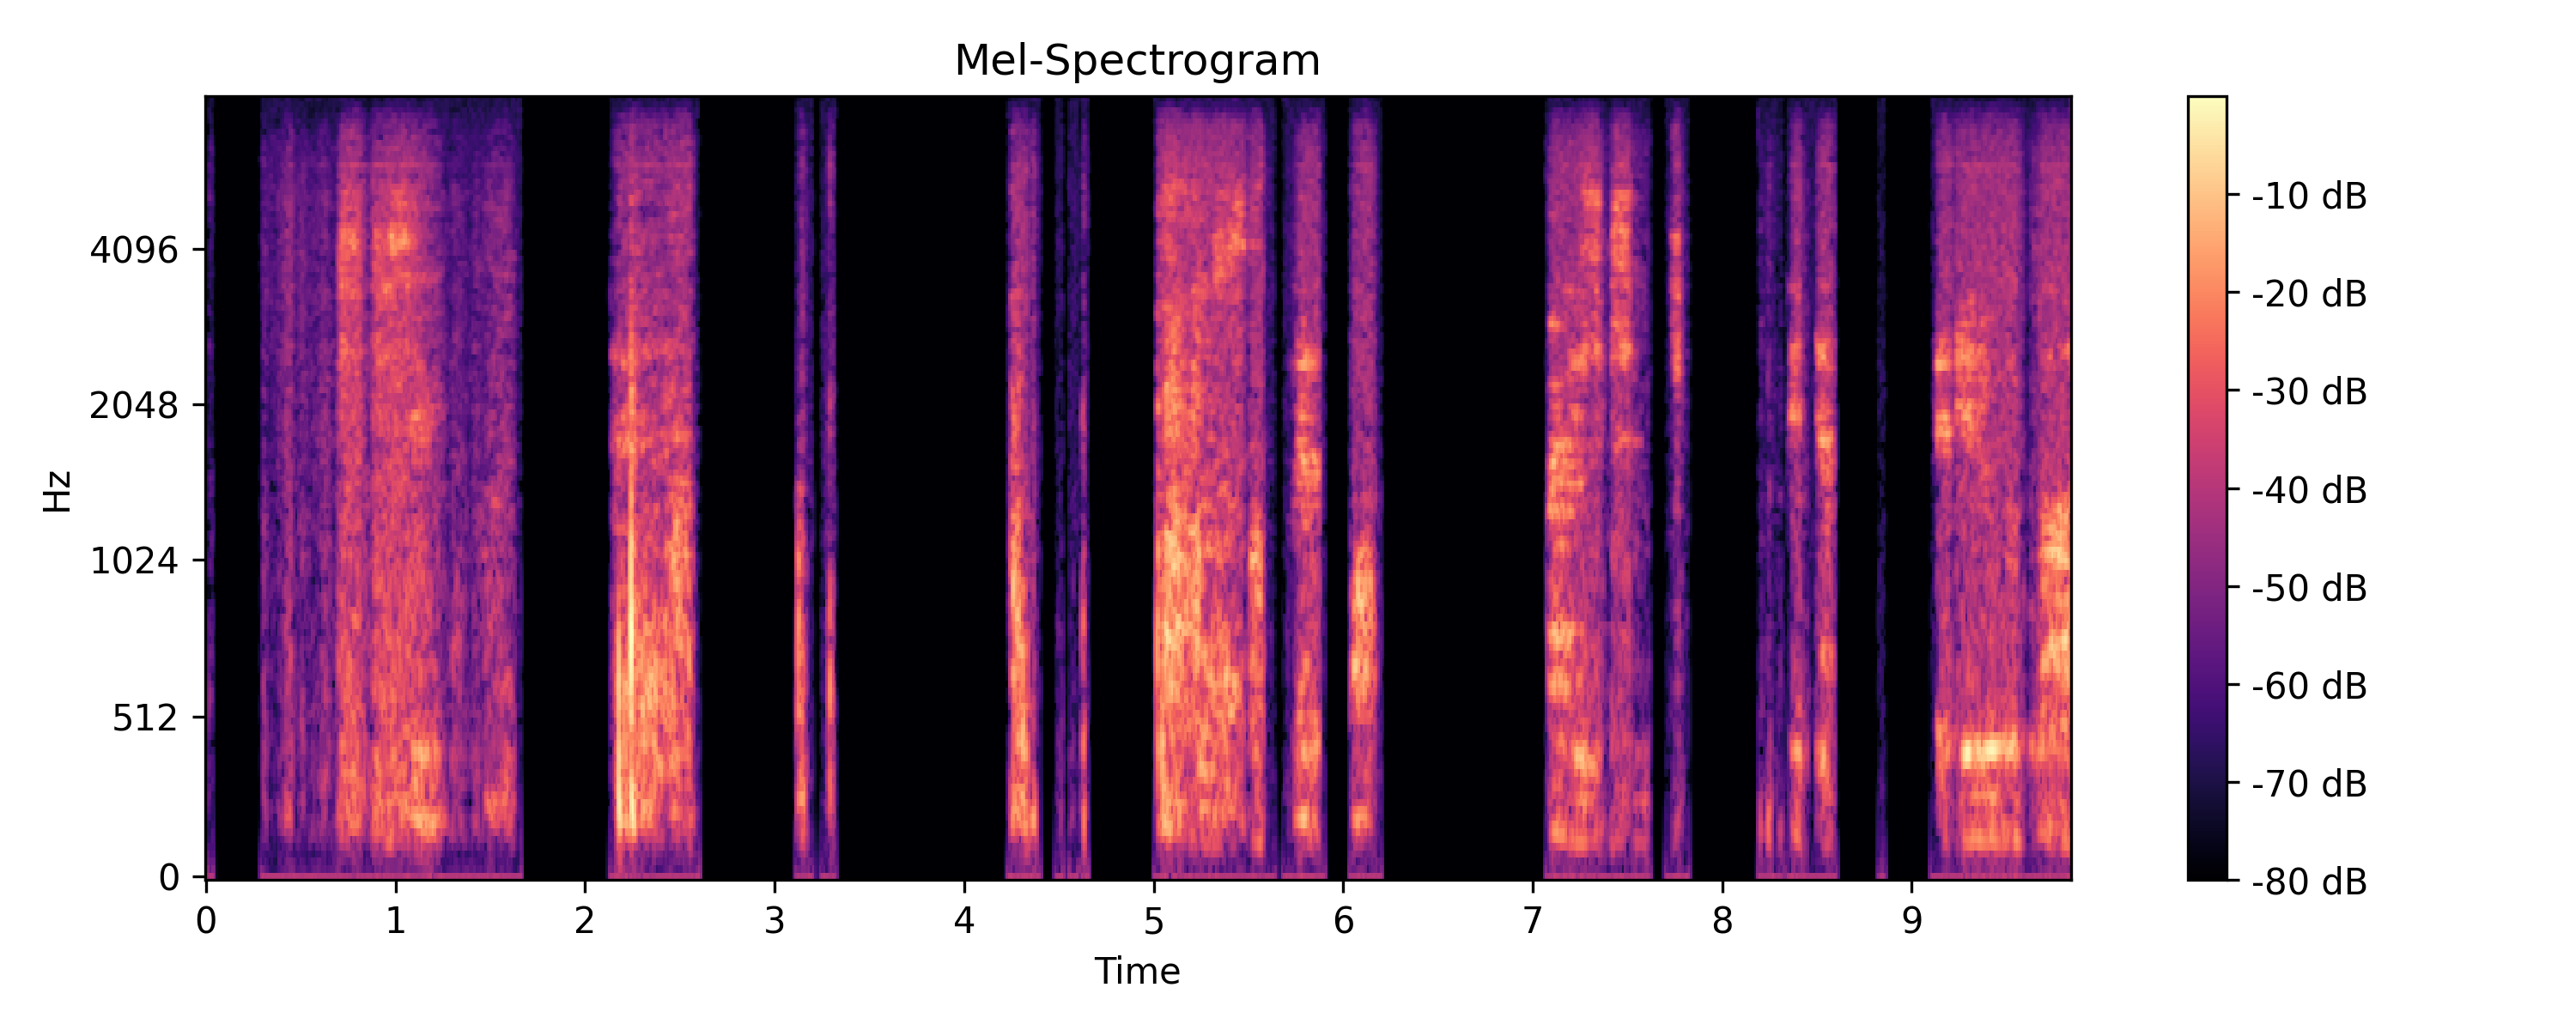 Mel-Spectrogram
Hz
4096
2048
1024
512
0
0 1 2 3 4 5 6 7 8 9
Time
-10 dB
-20 dB
-30 dB
-40 dB
-50 dB
-60 dB
-70 dB
-80 dB